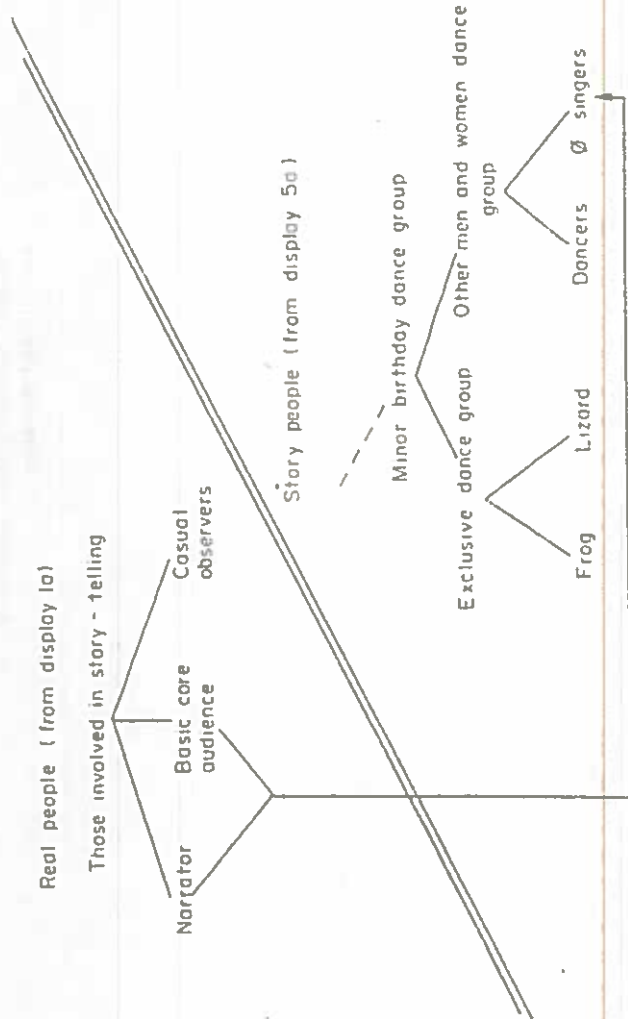 Real people (from display 1a)
Those involved in story-telling
Narrator
Basic core
audience
Casual
observers
Story people (from display 5a)
Minor birthday dance group
Exclusive dance group
Other men and women dance
group
Frog
Lizard
Dancers
Ø singers